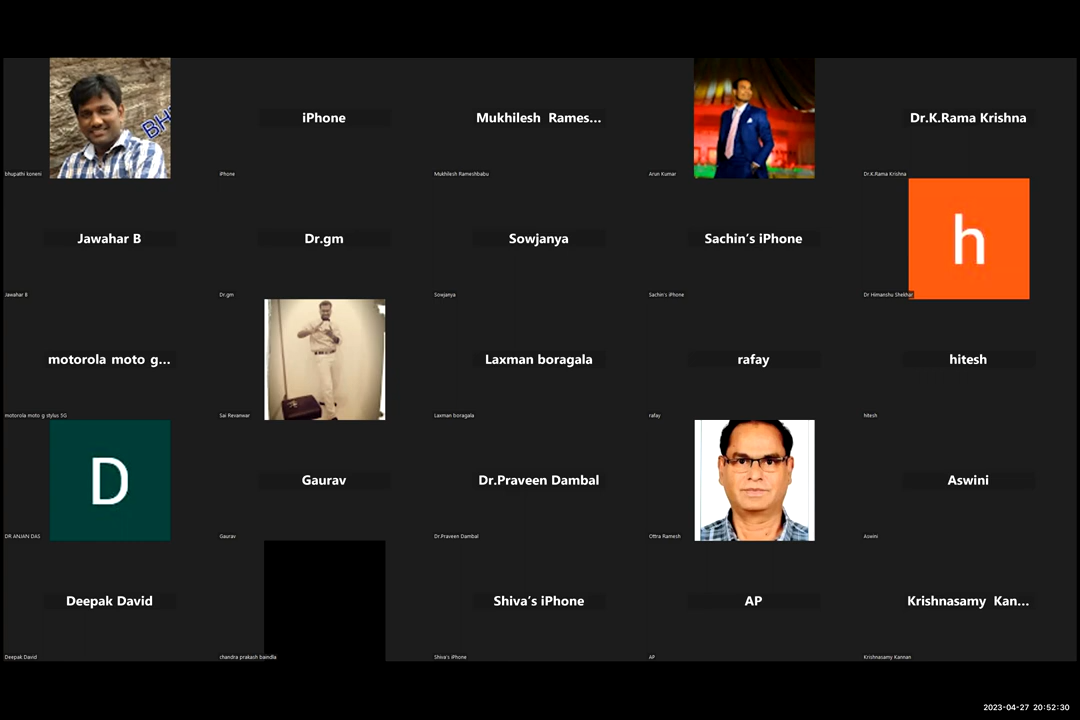 BH
bhupathi koneni
iPhone
iPhone
Mukhilesh Rames...
Mukhilesh Rameshbabu
Arun Kumar
Dr.K.Rama Krishna
Dr.K.Rama Krishna
Jawahar B
Jawahar B
Dr.gm
Dr.gm
Sowjanya
Sowjanya
Sachin's iPhone
Sachin's iPhone
h
Dr Himanshu Shekhar
motorola moto g...
motorola moto g stylus 5G
Sai Revanwar
Laxman boragala
Laxman boragala
rafay
rafay
hitesh
hitesh
D
DR ANJAN DAS
Gaurav
Gaurav
Dr.Praveen Dambal
Dr.Praveen Dambal
Ottra Ramesh
Aswini
Aswini
Deepak David
Deepak David
chandra prakash baindla
Shiva's iPhone
Shiva's iPhone
AP
AP
Krishnasamy Kan...
Krishnasamy Kannan
2023-04-27 20:52:30